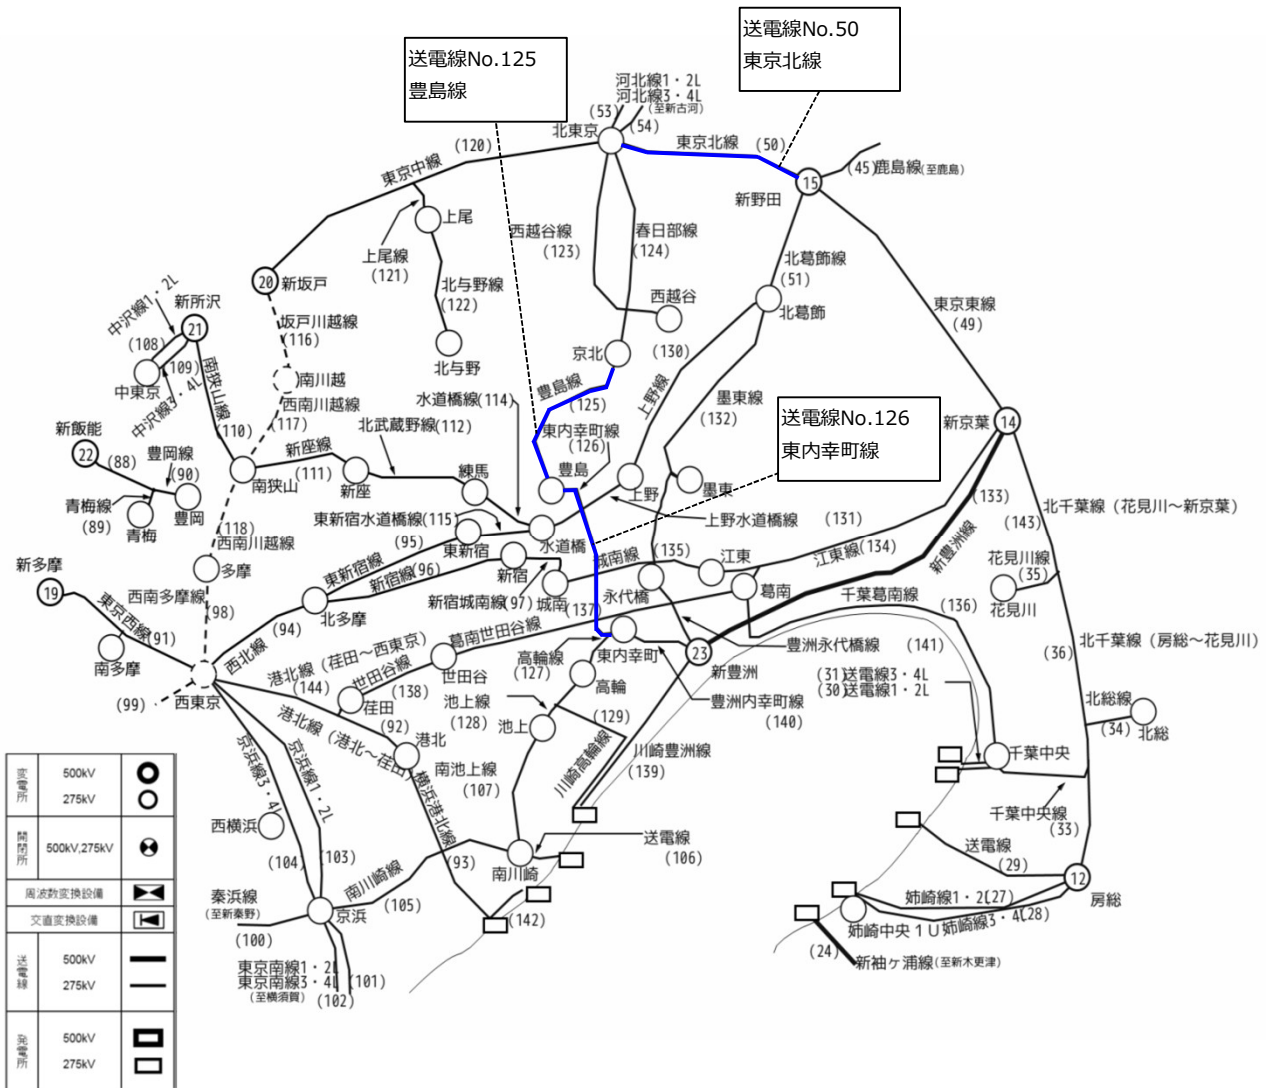 送電線No.50
東京北線
送電線No.125
豊島線
河北線1・2L
河北線3・4L
(53)
(至新古河)
(54)
北東京
東京北線
(50)
(120)
東京中線
(45)
鹿島線(至鹿島)
15
新野田
上尾
上尾線
(121)
西越谷線
(123)
春日部線
(124)
北葛飾線
(51)
20
新坂戸
北与野線
(122)
西越谷
北葛飾
東京東線
(49)
中沢線1・2L
新所沢
21
坂戸川越線
(116)
(108)
(109)
中東京
中沢線3・4L
南狭山線
(110)
南川越
北与野
京北
(130)
豊島線
(125)
上野線
墨東線
(132)
送電線No.126
東内幸町線
西南川越線
(117)
水道橋線(114)
北武蔵野線(112)
東内幸町線
(126)
新京葉
14
新飯能
22
(88)
豊岡線
(90)
新座線
(111)
南狭山
新座
練馬
豊島
上野
墨東
青梅線
(89)
青梅
豊岡
(133)
(143)
北千葉線(花見川～新京葉)
東新宿水道橋線(115)
上野水道橋線
(131)
(118)
西南川越線
(95)
東新宿線
東新宿
水道橋
江東線(134)
新豊洲線
新多摩
19
多摩
新宿線(96)
新宿
城南線
(135)
江東
花見川線
(35)
花見川
西南多摩線
(98)
北多摩
新宿城南線(97)
城南
(137)
永代橋
葛南
千葉葛南線
(136)
東京西線
(91)
南多摩
(94)
西北線
港北線(荏田～西東京)
葛南世田谷線
高輪線
(127)
東内幸町
23
新豊洲
豊洲永代橋線
(141)
北千葉線(房総～花見川)
(36)
(99)
西東京
(144)
世田谷線
(138)
世田谷
池上線
(128)
高輪
豊洲内幸町線
(140)
(31)送電線3・4L
(30)送電線1・2L
北総線
(34)
北総
荏田
(92)
港北
港北線(港北～荏田)
池上
(129)
川崎高輪線
川崎豊洲線
(139)
千葉中央
京浜線3・4L
京浜線1・2L
横浜港北線
南池上線
(107)
千葉中央線
(33)
変電所
500kV
275kV
西横浜
(104)
(103)
(93)
送電線
(106)
送電線
(29)
開閉所
500kV,275kV
南川崎線
(105)
南川崎
12
房総
周波数変換設備
秦浜線
(至新秦野)
(100)
京浜
(142)
姉崎線1・2L(27)
姉崎中央1U
姉崎線3・4L(28)
交直変換設備
送電線
500kV
275kV
東京南線1・2L
東京南線3・4L
(至横須賀)
(101)
(102)
(24)
新袖ヶ浦線(至新木更津)
発電所
500kV
275kV